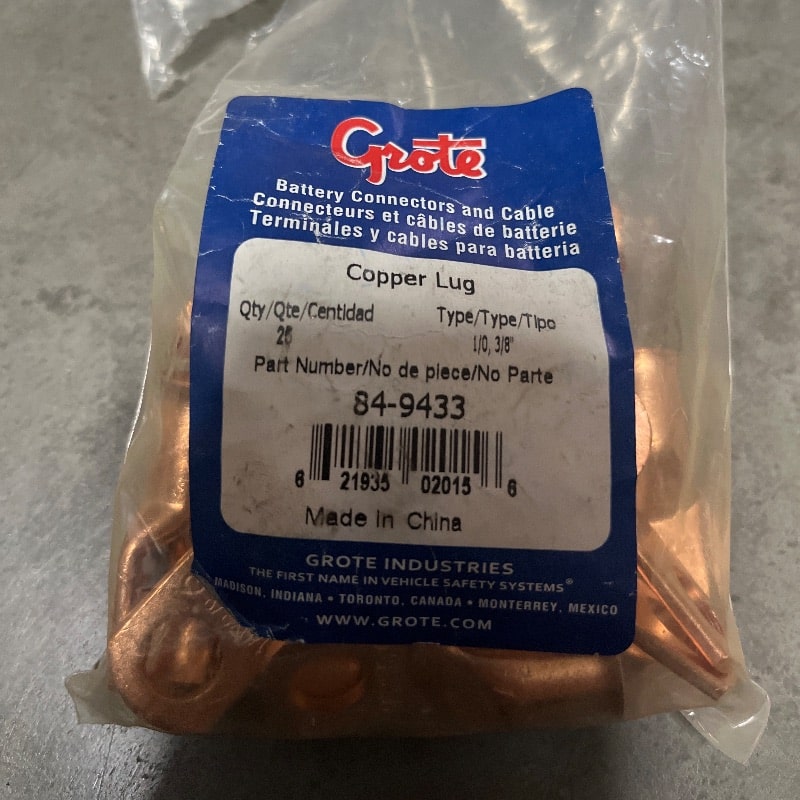 Grote
Battery Connectors and Cable
Connecteurs et câbles de batterie
Terminales y cables para batteria
Copper Lug
Qty/Qte/Centidad Type/Type/Tipo
1/0, 3/8"
Part Number/No de piece/No Parte
84-9433
6 21935 02015 6
Made in China
GROTE INDUSTRIES
THE FIRST NAME IN VEHICLE SAFETY SYSTEMS®
MADISON, INDIANA • TORONTO, CANADA • MONTERREY, MEXICO
WWW.GROTE.COM